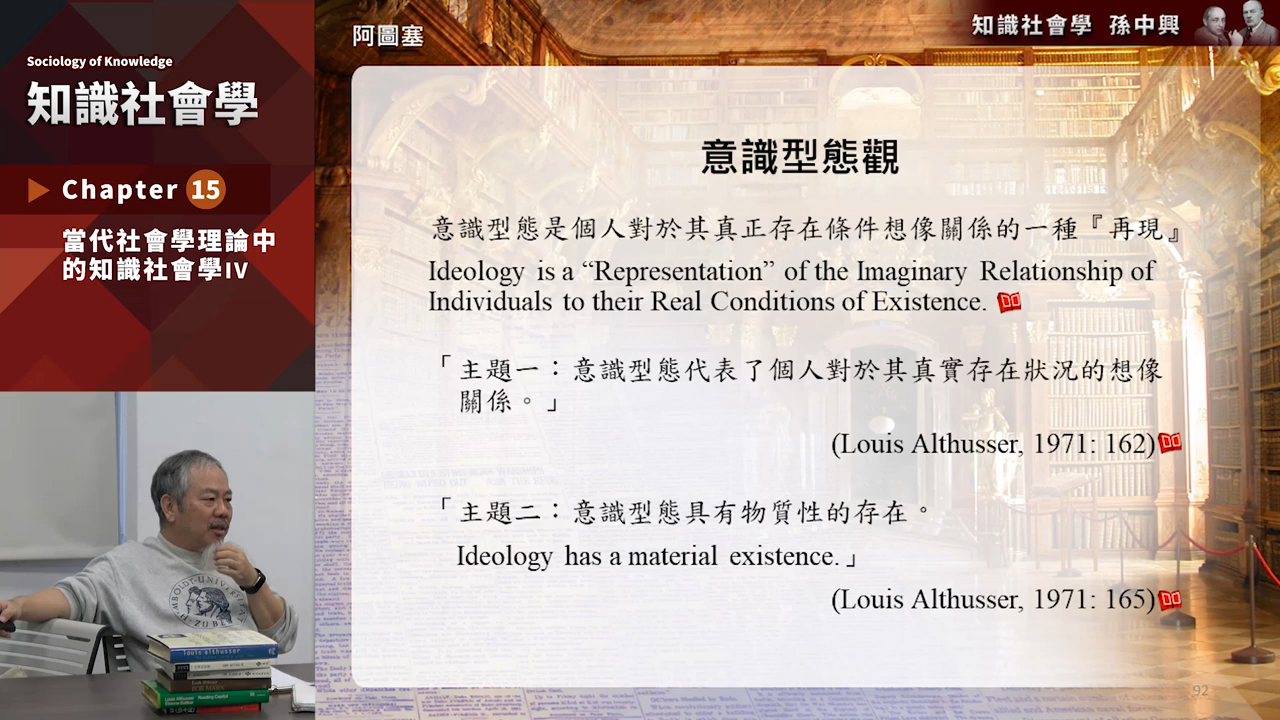 Sociology of Knowledge
知識社會學
Chapter 15
當代社會學理論中
的知識社會學IV
阿圖塞
知識社會學 孫中興
意識型態觀
意識型態是個人對於其真正存在條件想像關係的一種『再現』
Ideology is a “Representation” of the Imaginary Relationship of
Individuals to their Real Conditions of Existence.
「主題一：意識型態代表了個人對於其真實存在狀況的想像
關係。」
(Louis Althusser, 1971: 162)
「主題二：意識型態具有物質性的存在。
Ideology has a material existence.」
(Louis Althusser, 1971: 165)
92
louis althusser
FOR MARX
Reading Capital